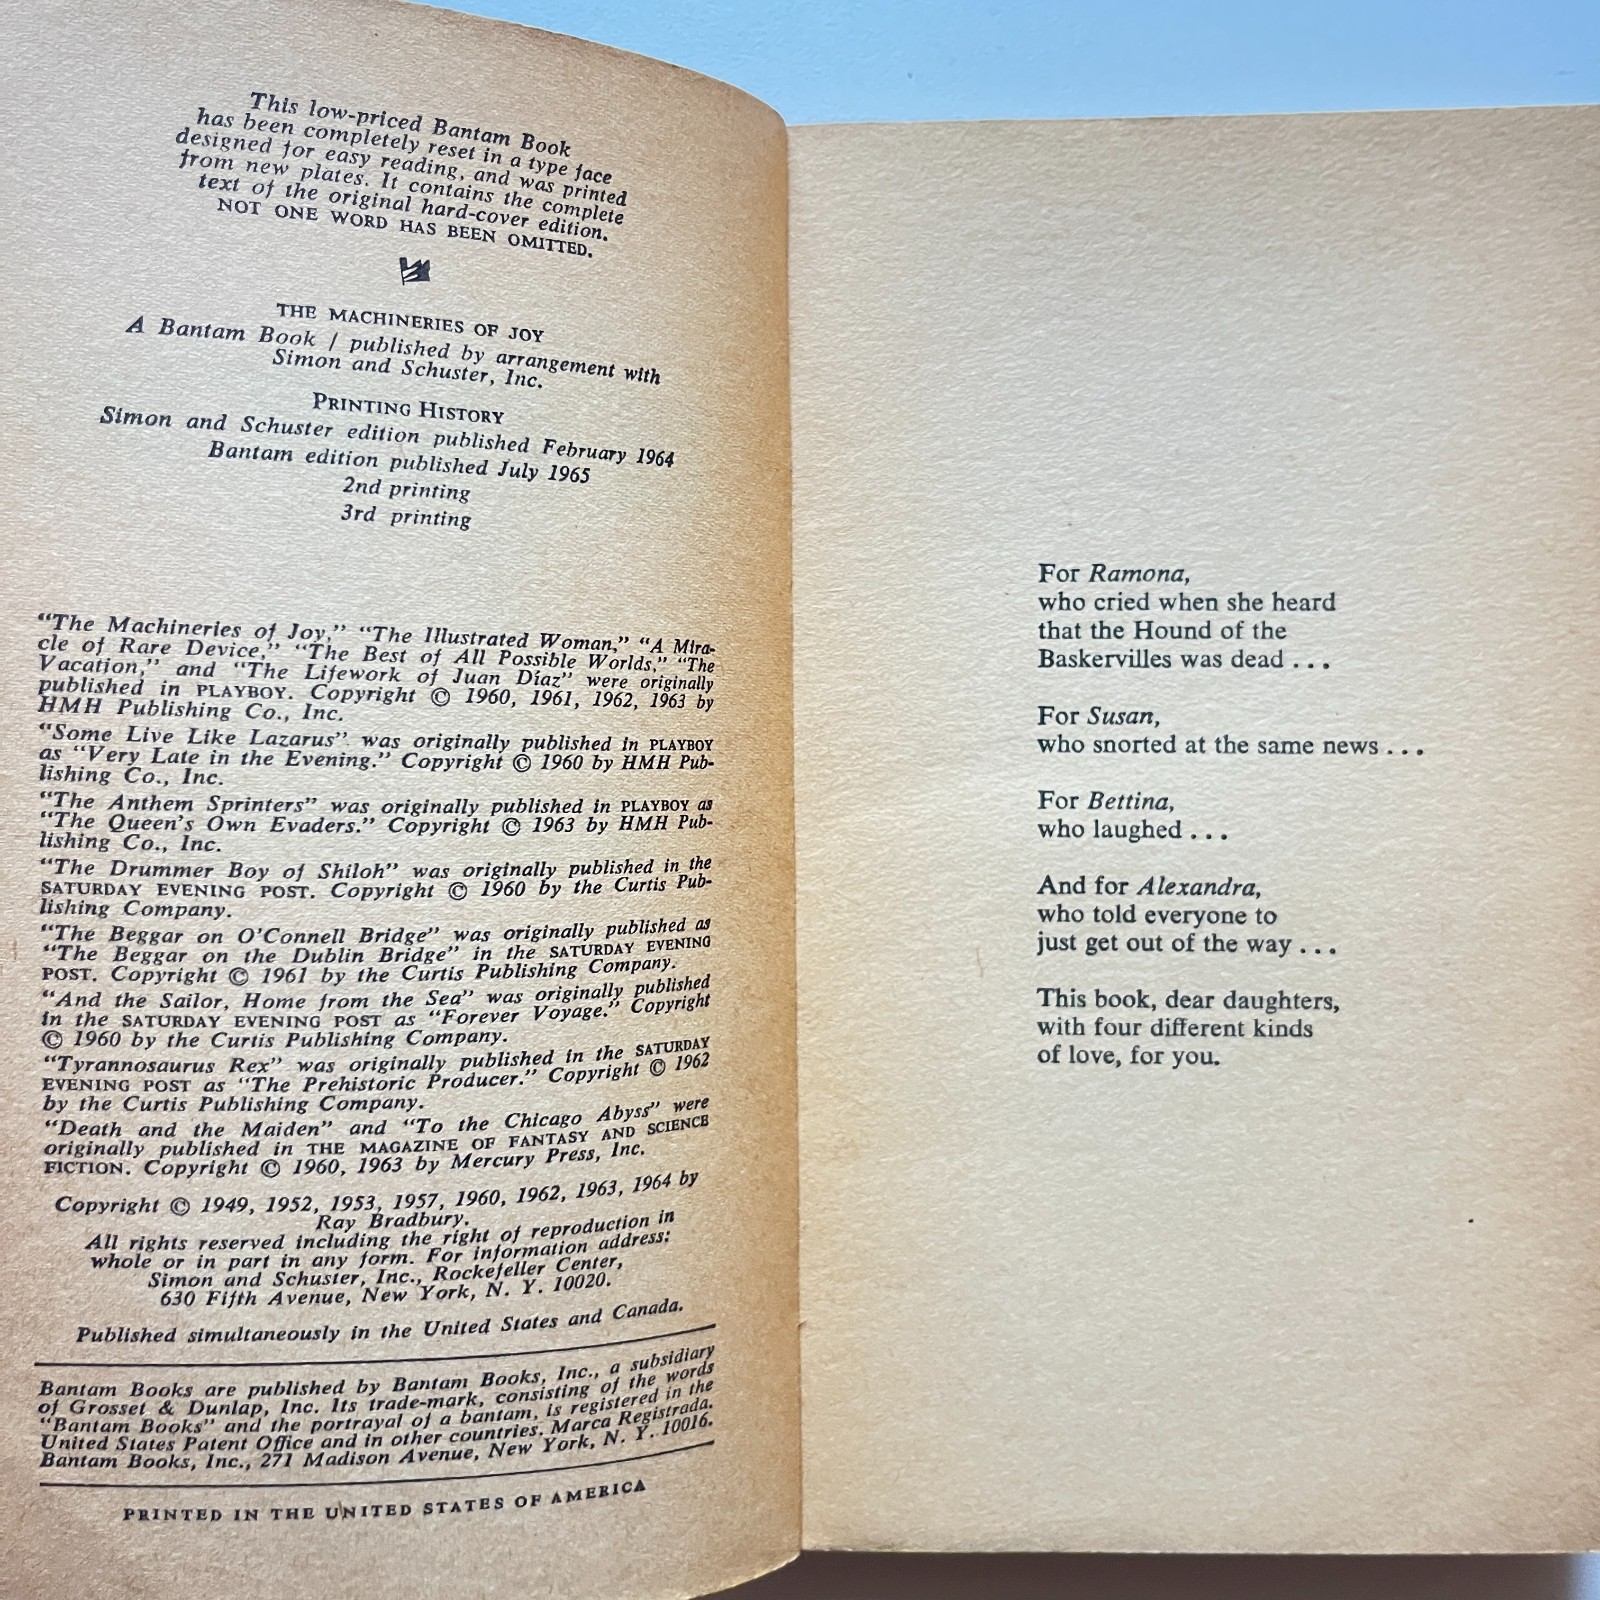 This low-priced Bantam Book
has been completely reset in a type face
designed for easy reading, and was printed
from new plates. It contains the complete
text of the original hard-cover edition.
NOT ONE WORD HAS BEEN OMITTED.
THE MACHINERIES OF JOY
A Bantam Book / published by arrangement with
Simon and Schuster, Inc.
PRINTING HISTORY
Simon and Schuster edition published February 1964
Bantam edition published July 1965
2nd printing
3rd printing
"The Machineries of Joy," "The Illustrated Woman," "A Mira-
cle of Rare Device," "The Best of All Possible Worlds," "The
Vacation," and "The Lifework of Juan Díaz" were originally
published in PLAYBOY. Copyright © 1960, 1961, 1962, 1963 by
HMH Publishing Co., Inc.
"Some Live Like Lazarus" was originally published in PLAYBOY
as "Very Late in the Evening." Copyright © 1960 by HMH Pub-
lishing Co., Inc.
"The Anthem Sprinters" was originally published in PLAYBOY as
"The Queen's Own Evaders." Copyright © 1963 by HMH Pub-
lishing Co., Inc.
"The Drummer Boy of Shiloh" was originally published in the
SATURDAY EVENING POST. Copyright © 1960 by the Curtis Pub-
lishing Company.
"The Beggar on O'Connell Bridge" was originally published as
"The Beggar on the Dublin Bridge" in the SATURDAY EVENING
POST. Copyright © 1961 by the Curtis Publishing Company.
"And the Sailor, Home from the Sea" was originally published
in the SATURDAY EVENING POST as "Forever Voyage." Copyright
© 1960 by the Curtis Publishing Company.
"Tyrannosaurus Rex" was originally published in the SATURDAY
EVENING POST as "The Prehistoric Producer." Copyright © 1962
by the Curtis Publishing Company.
"Death and the Maiden" and "To the Chicago Abyss" were
originally published in THE MAGAZINE OF FANTASY AND SCIENCE
FICTION. Copyright © 1960, 1963 by Mercury Press, Inc.
Copyright © 1949, 1952, 1953, 1957, 1960, 1962, 1963, 1964 by
Ray Bradbury.
All rights reserved including the right of reproduction in
whole or in part in any form. For information address:
Simon and Schuster, Inc., Rockefeller Center,
630 Fifth Avenue, New York, N. Y. 10020.
Published simultaneously in the United States and Canada.
Bantam Books are published by Bantam Books, Inc., a subsidiary
of Grosset & Dunlap, Inc. Its trade-mark, consisting of the words
"Bantam Books" and the portrayal of a bantam, is registered in the
United States Patent Office and in other countries. Marca Registrada.
Bantam Books, Inc., 271 Madison Avenue, New York, N. Y. 10016.
PRINTED IN THE UNITED STATES OF AMERICA
For Ramona,
who cried when she heard
that the Hound of the
Baskervilles was dead . . .
For Susan,
who snorted at the same news . . .
For Bettina,
who laughed . . .
And for Alexandra,
who told everyone to
just get out of the way . . .
This book, dear daughters,
with four different kinds
of love, for you.